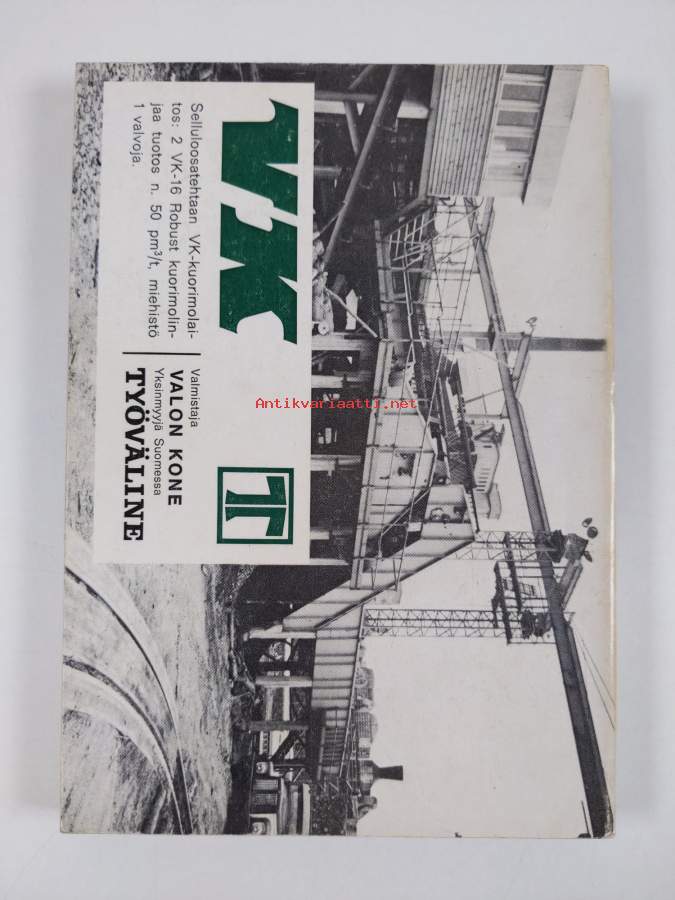 VK
Selluloosatehtaan VK-kuorimolai-
tos: 2 VK-16 Robust kuorimolin-
jaa tuotos n. 50 pm³/t, miehistö
1 valvoja.
Valmistaja
VALON KONE
Yksinmyyjä Suomessa
TYÖVÄLINE
T
Antikvariaatti.net